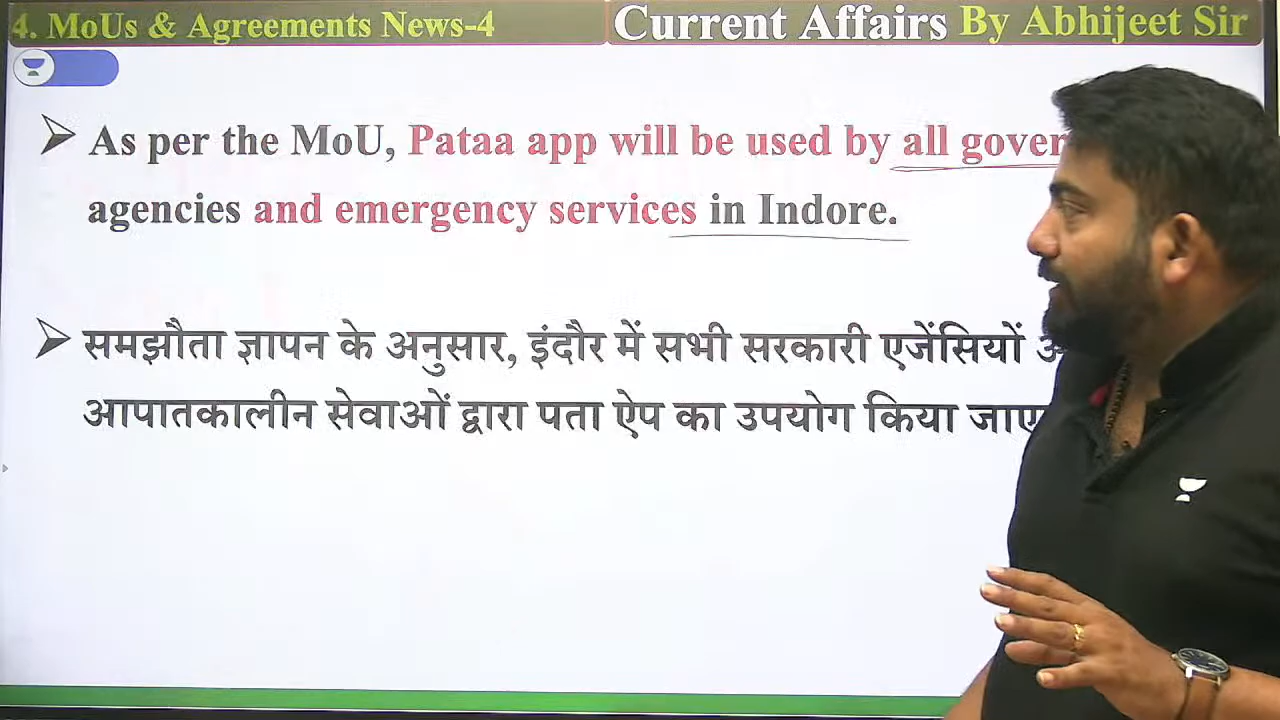 4. MoUs & Agreements News-4
Current Affairs By Abhijeet Sir
As per the MoU, Pataa app will be used by all
agencies and emergency services in Indore.
समझौता ज्ञापन के अनुसार, इंदौर में सभी सरकारी एजेंसियों
आपातकालीन सेवाओं द्वारा पता ऐप का उपयोग किया